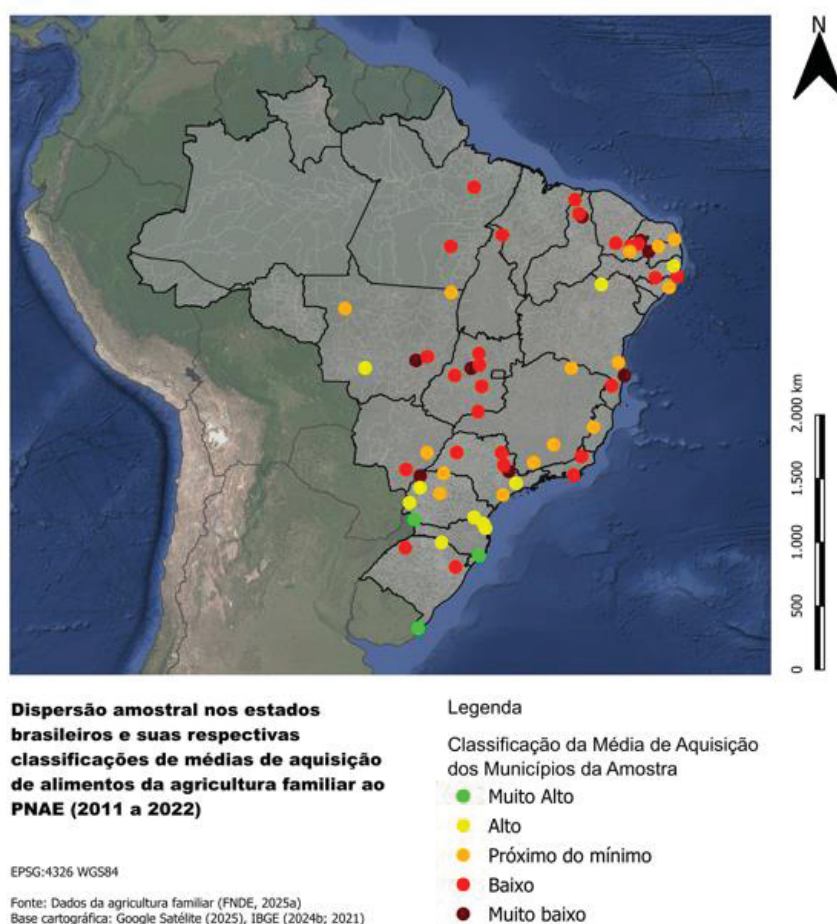 N
2.000 km
1.500
1.000
500
0
Dispersão amostral nos estados
brasileiros e suas respectivas
classificações de médias de aquisição
de alimentos da agricultura familiar ao
PNAE (2011 a 2022)
EPSG:4326 WGS84
Fonte: Dados da agricultura familiar (FNDE, 2025a)
Base cartográfica: Google Satélite (2025), IBGE (2024b; 2021)
Legenda
Classificação da Média de Aquisição
dos Municípios da Amostra
Muito Alto
Alto
Próximo do mínimo
Baixo
Muito baixo